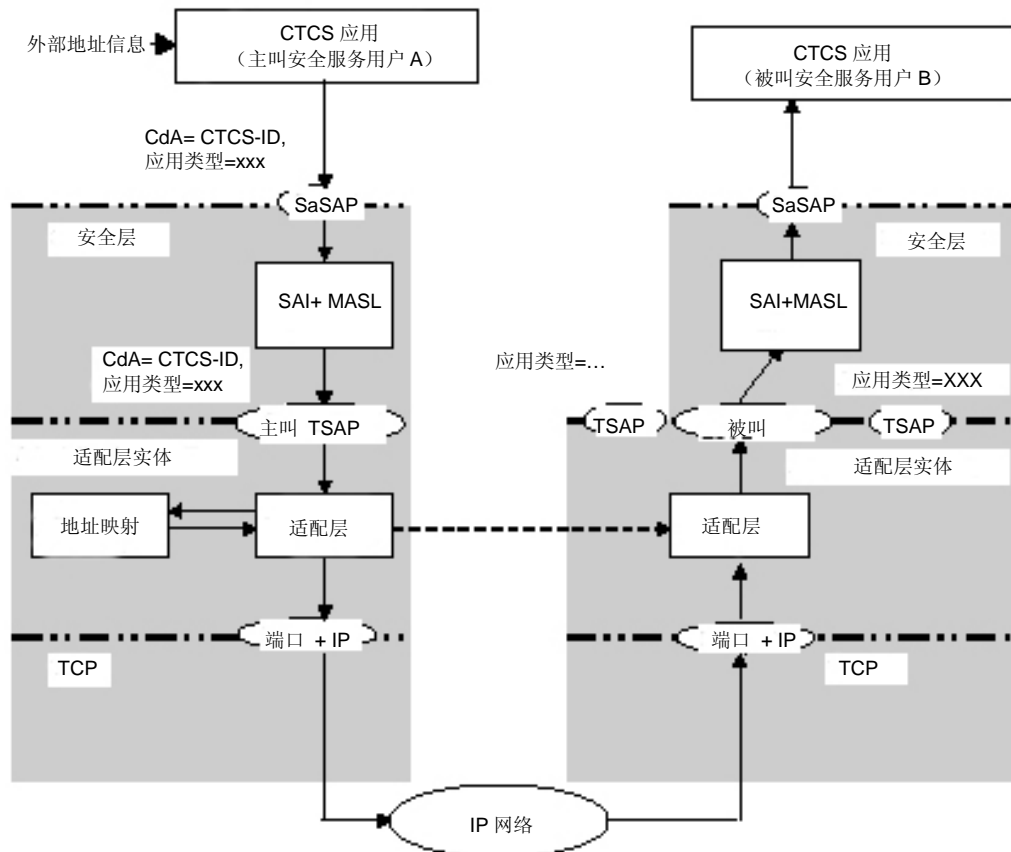 外部地址信息
CTCS 应用
（主叫安全服务用户 A）
CTCS 应用
（被叫安全服务用户 B）
CdA= CTCS-ID,
应用类型=xxx
SaSAP
SaSAP
安全层
安全层
SAI+ MASL
SAI+MASL
CdA= CTCS-ID,
应用类型=xxx
应用类型=…
应用类型=XXX
主叫 TSAP
TSAP
被叫
TSAP
适配层实体
适配层实体
地址映射
适配层
适配层
端口 + IP
端口 + IP
TCP
TCP
IP 网络